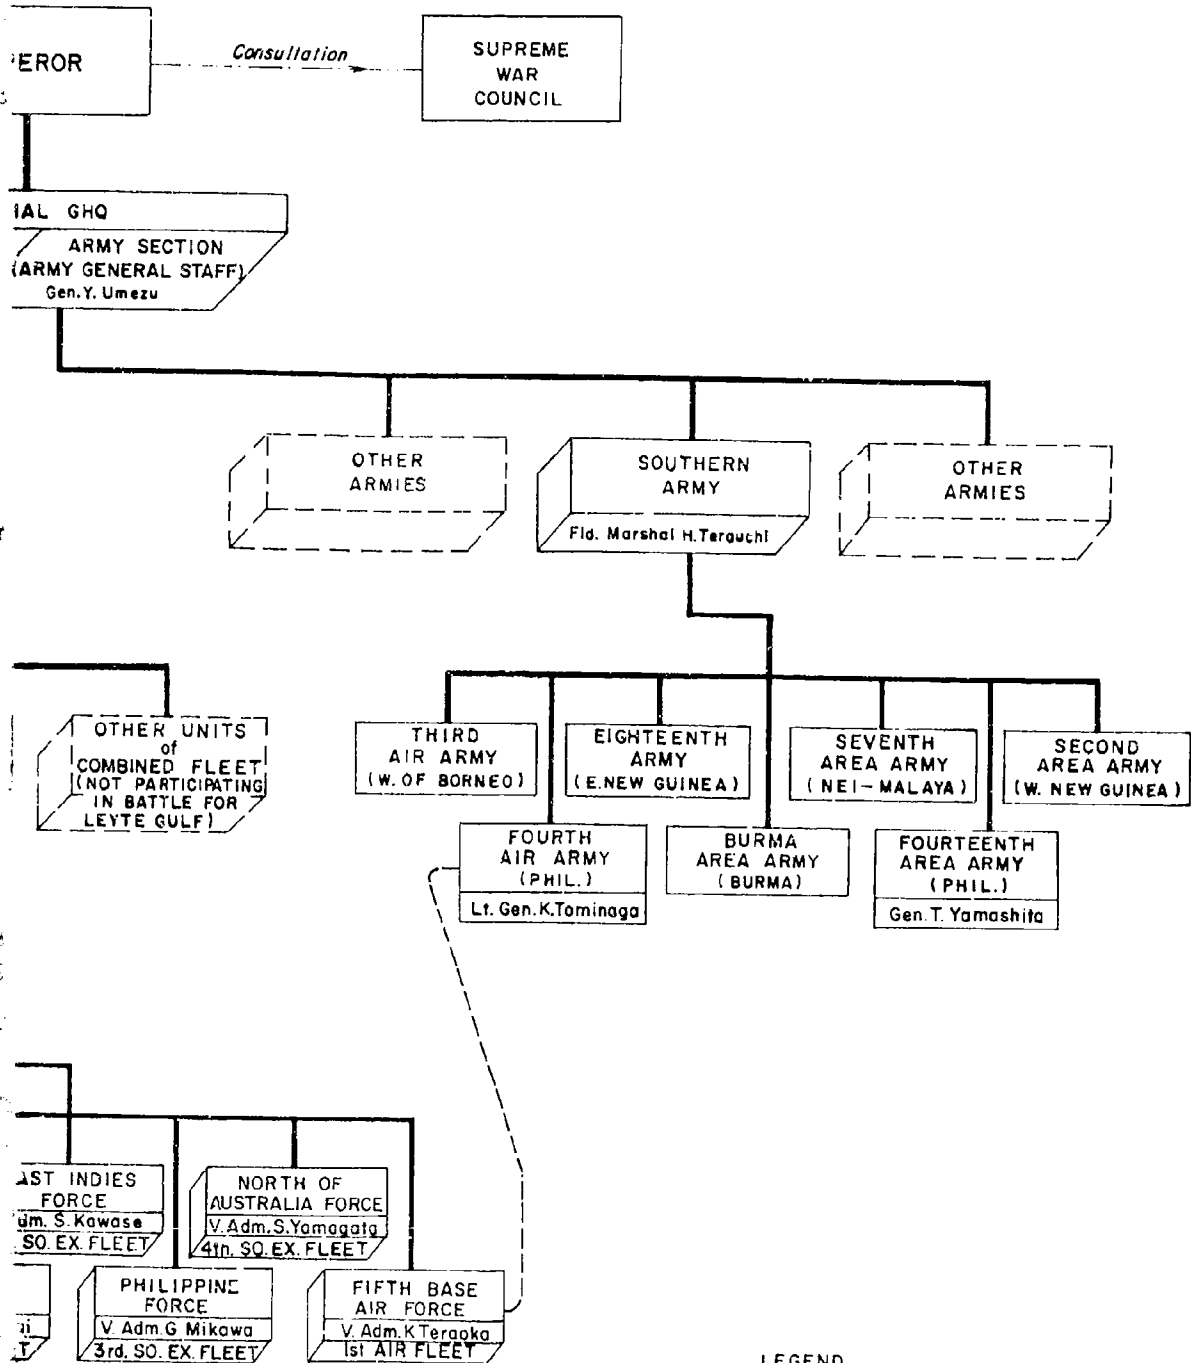 Consultation
SUPREME
WAR
COUNCIL
GHQ
ARMY SECTION
(ARMY GENERAL STAFF)
Gen. Y. Umezu
OTHER
ARMIES
SOUTHERN
ARMY
Fld. Marshal H. Terauchi
OTHER
ARMIES
OTHER UNITS
of
COMBINED FLEET
(NOT PARTICIPATING
IN BATTLE FOR
LEYTE GULF)
THIRD
AIR ARMY
(W. OF BORNEO)
EIGHTEENTH
ARMY
(E. NEW GUINEA)
SEVENTH
AREA ARMY
(NEI-MALAYA)
SECOND
AREA ARMY
(W. NEW GUINEA)
FOURTH
AIR ARMY
(PHIL.)
Lt. Gen. K. Tominaga
BURMA
AREA ARMY
(BURMA)
FOURTEENTH
AREA ARMY
(PHIL.)
Gen. T. Yamashita
INDIES
FORCE
S. Kawase
SO. EX. FLEET
NORTH OF
AUSTRALIA FORCE
V. Adm. S. Yamagata
4th. SO. EX. FLEET
PHILIPPINE
FORCE
V. Adm. G Mikawa
3rd. SO. EX. FLEET
FIFTH BASE
AIR FORCE
V. Adm. K Teraoka
1st AIR FLEET
LEGEND